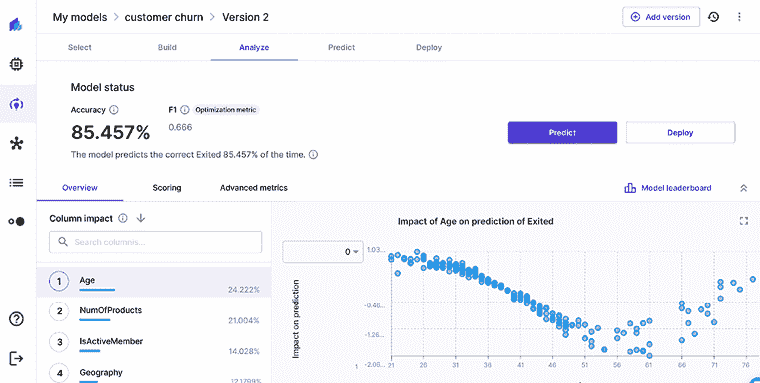 My models > customer churn > Version 2
Add version
Select Build Analyze Predict Deploy
Model status
Accuracy F1 Optimization metric
85.457% 0.666
The model predicts the correct Exited 85.457% of the time.
Predict Deploy
Overview Scoring Advanced metrics
Model leaderboard
Column impact
Search columns...
1 Age 24.222%
2 NumOfProducts 21.004%
3 IsActiveMember 14.028%
4 Geography
Impact of Age on prediction of Exited
0
Impact on prediction
1.03...
-0.46...
-1.26...
-2.06...
21 26 31 36 41 46 51 56 61 66 71 76